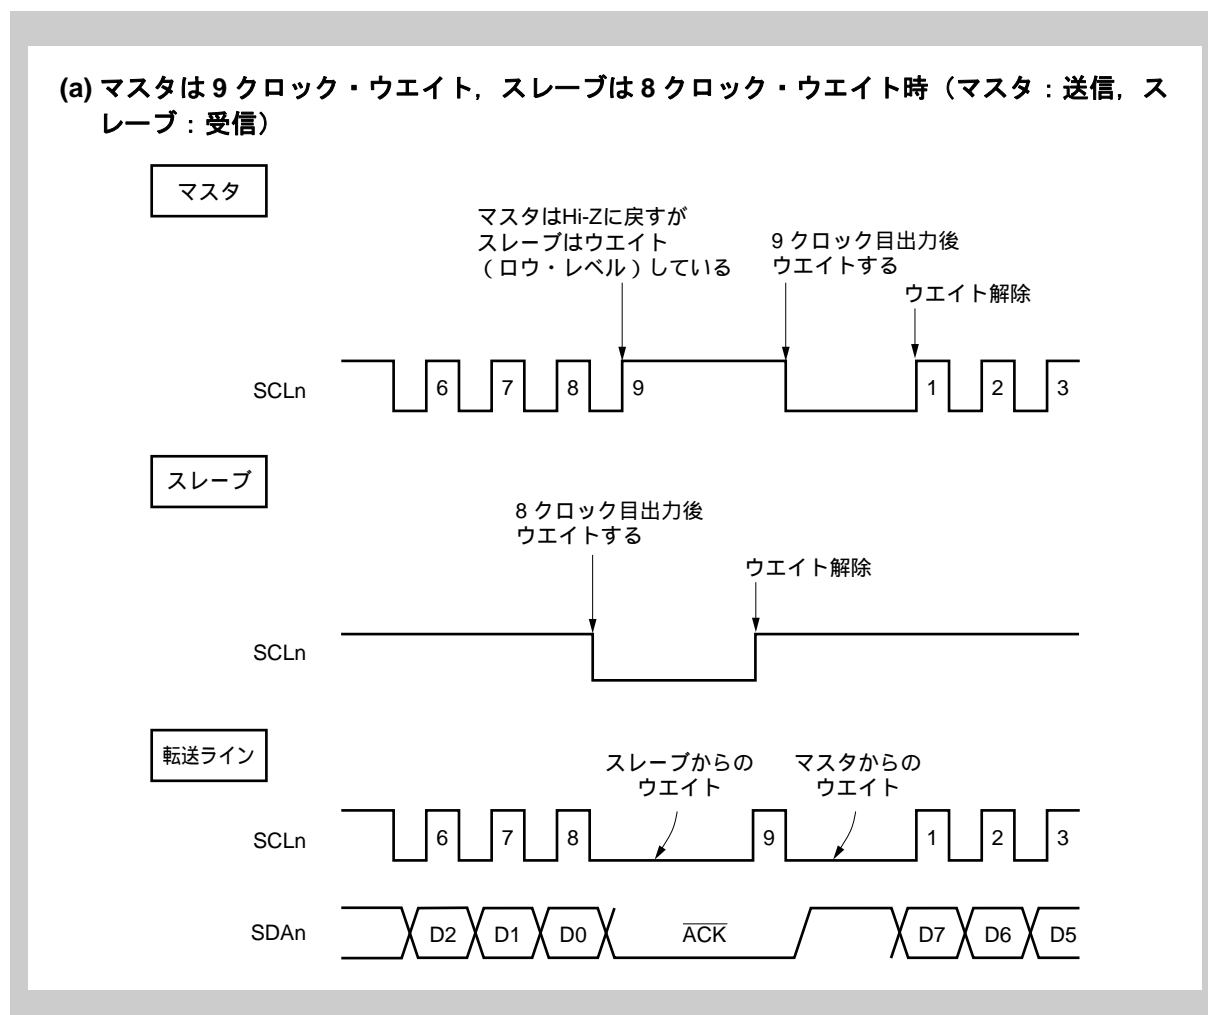 (a) マスタは 9 クロック・ウエイト，スレーブは 8 クロック・ウエイト時（マスタ：送信，ス
レーブ：受信）
マスタ
マスタはHi-Zに戻すが
スレーブはウエイト
（ロウ・レベル）している
9 クロック目出力後
ウエイトする
ウエイト解除
SCLn
6 7 8 9 1 2 3
スレーブ
8 クロック目出力後
ウエイトする
ウエイト解除
SCLn
転送ライン
スレーブからの
ウエイト
マスタからの
ウエイト
SCLn
6 7 8 9 1 2 3
SDAn
D2 D1 D0 A̅C̅K̅ D7 D6 D5